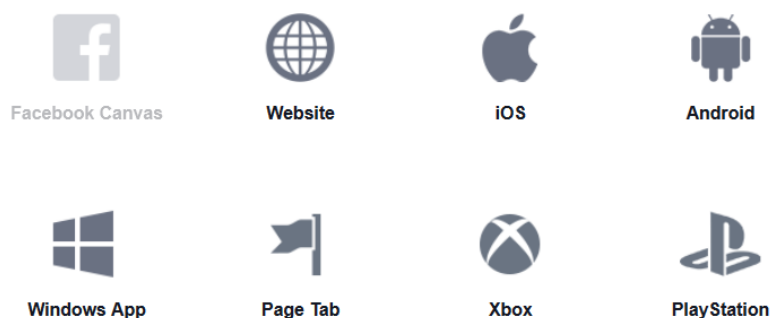 Facebook Canvas Website iOS Android
Windows App Page Tab Xbox PlayStation